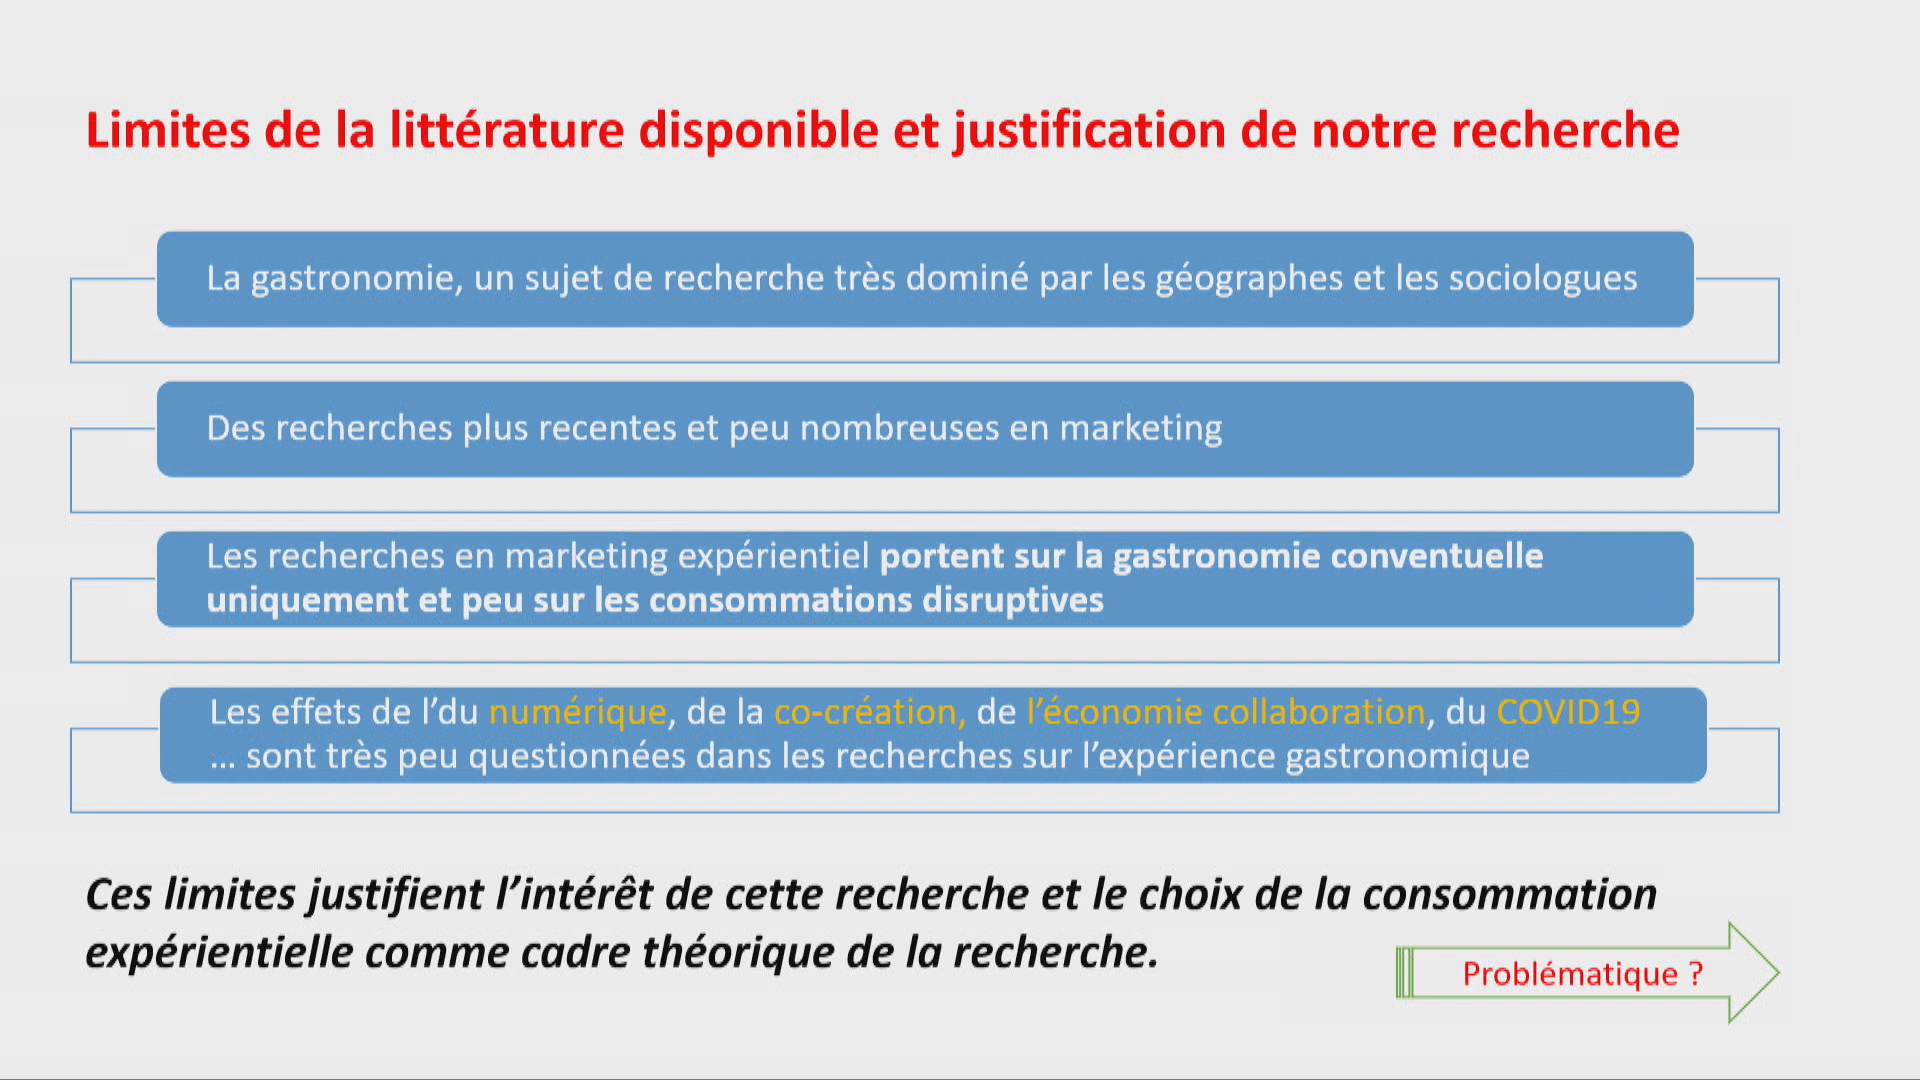 Limites de la littérature disponible et justification de notre recherche
La gastronomie, un sujet de recherche très dominé par les géographes et les sociologues
Des recherches plus recentes et peu nombreuses en marketing
Les recherches en marketing expérientiel portent sur la gastronomie conventuelle
uniquement et peu sur les consommations disruptives
Les effets de l’du numérique, de la co-création, de l’économie collaboration, du COVID19
... sont très peu questionnées dans les recherches sur l’expérience gastronomique
Ces limites justifient l’intérêt de cette recherche et le choix de la consommation
expérientielle comme cadre théorique de la recherche.
Problématique ?